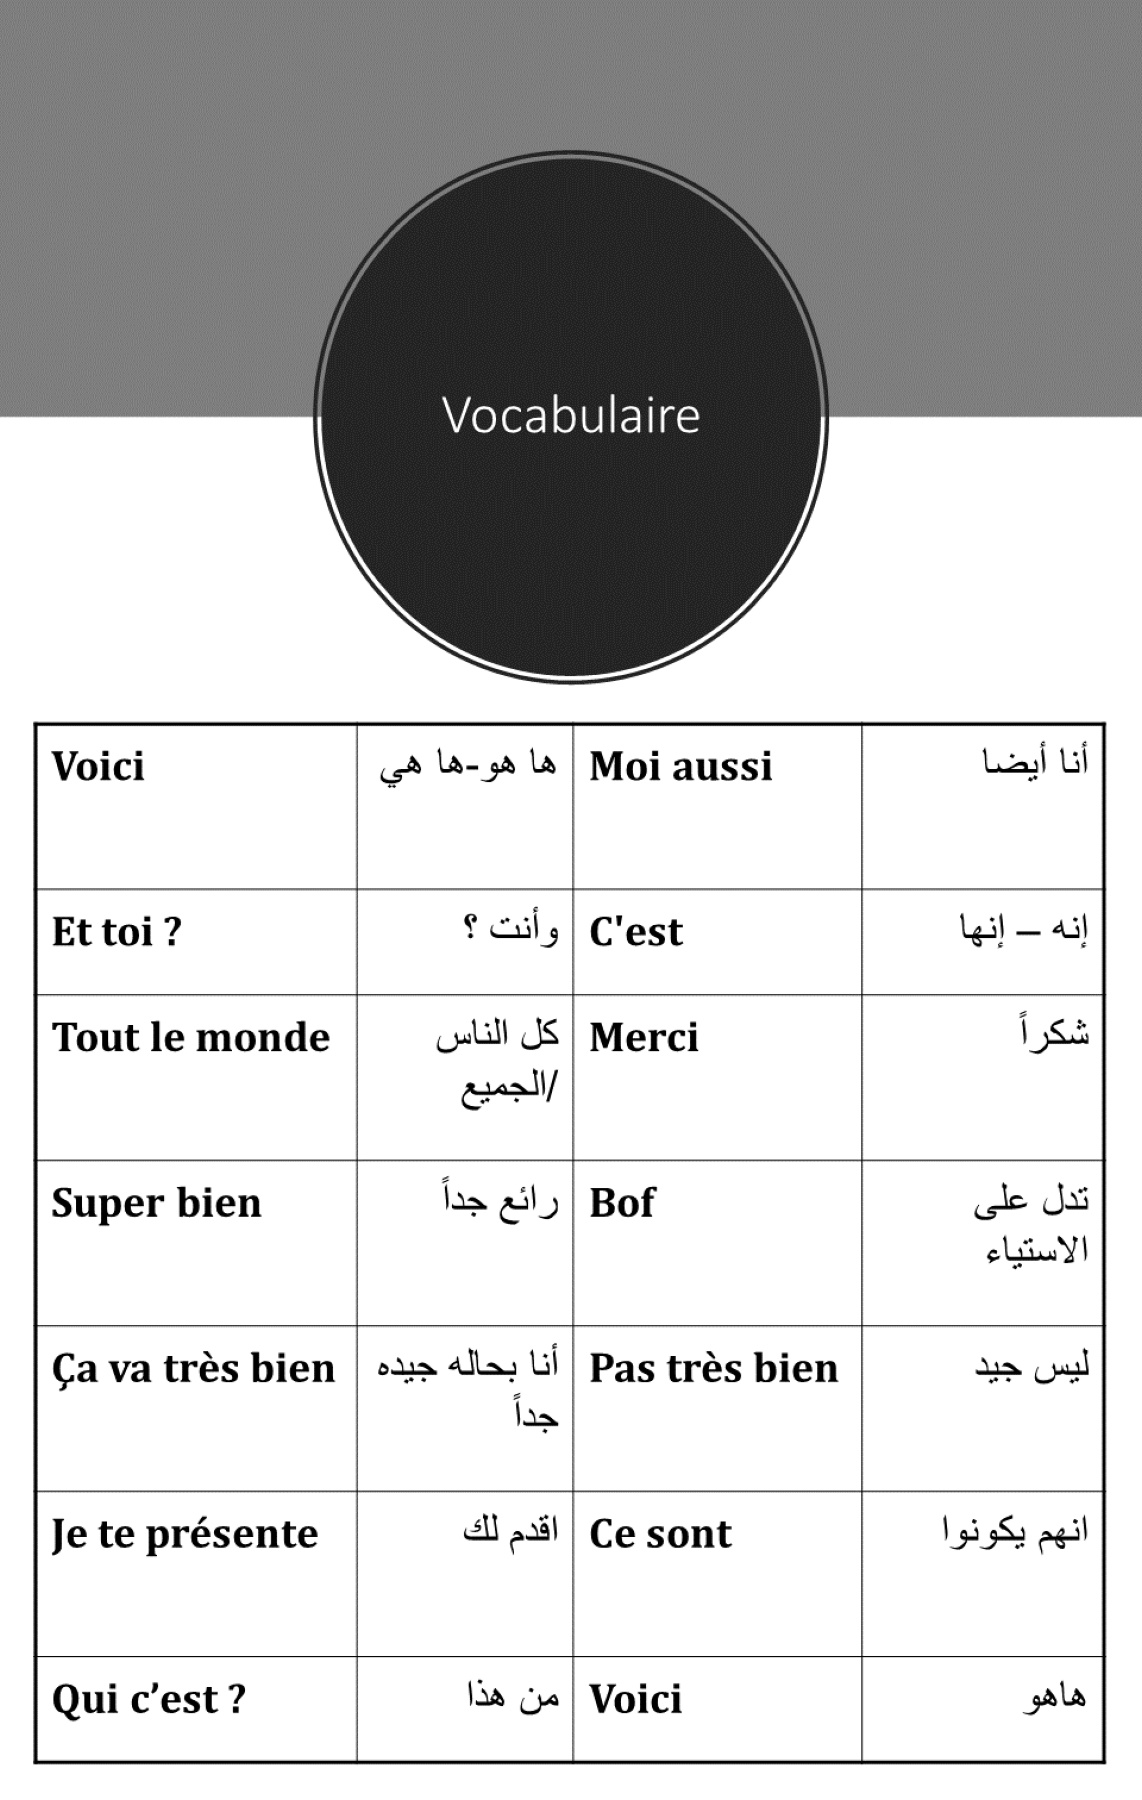 Vocabulaire
Voici
ها هو-ها هي
Moi aussi
أنا أيضا
Et toi ?
وأنت ؟
C'est
إنه – إنها
Tout le monde
كل الناس
/الجميع
Merci
شكراً
Super bien
رائع جداً
Bof
تدل على
الاستياء
Ça va très bien
أنا بحاله جيده
جداً
Pas très bien
ليس جيد
Je te présente
اقدم لك
Ce sont
انهم يكونوا
Qui c’est ?
من هذا
Voici
هاهو